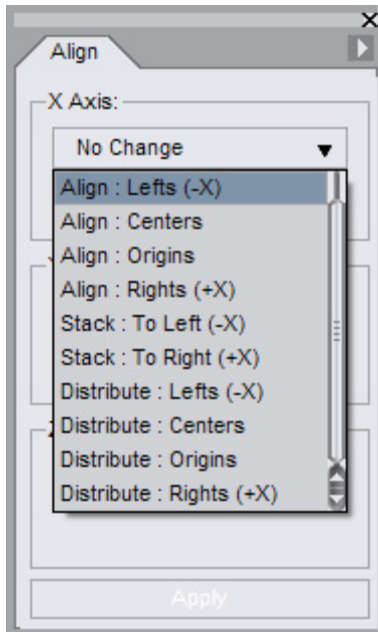 Align
X Axis:
No Change
Align : Lefts (-X)
Align : Centers
Align : Origins
Align : Rights (+X)
Stack : To Left (-X)
Stack : To Right (+X)
Distribute : Lefts (-X)
Distribute : Centers
Distribute : Origins
Distribute : Rights (+X)
Apply